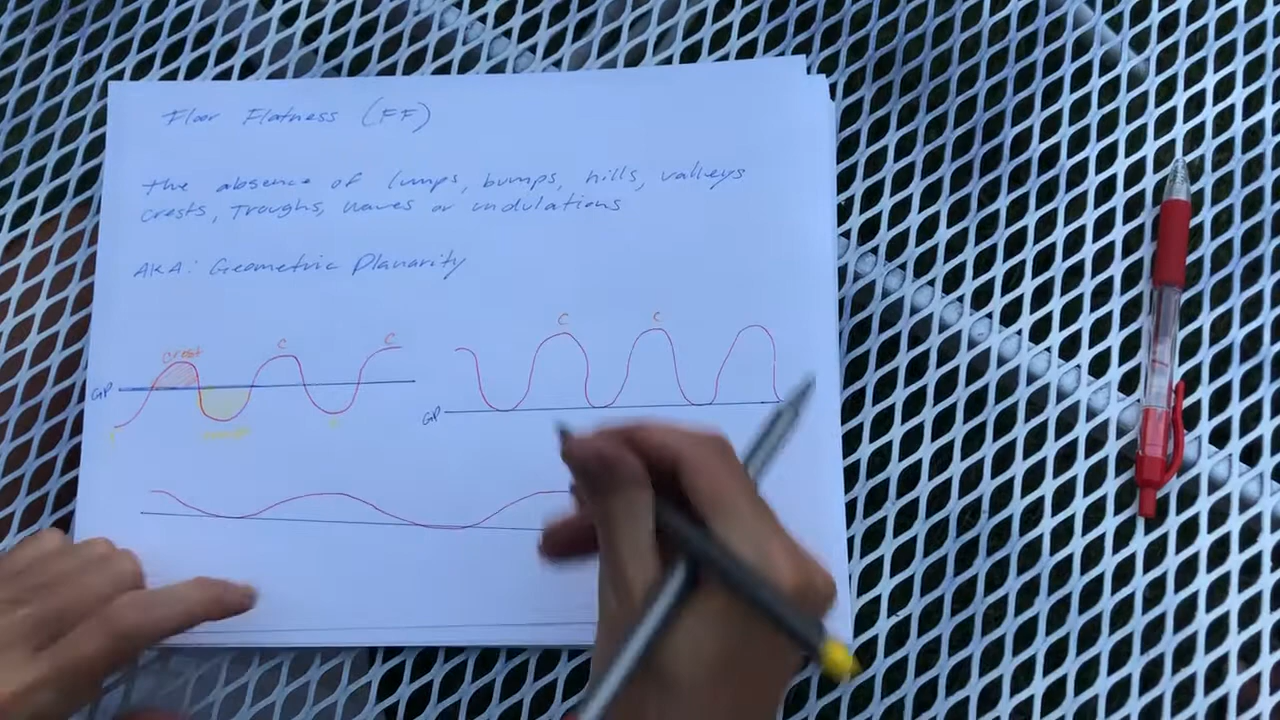 Floor Flatness (FF)
the absence of lumps, bumps, hills, valleys
crests, Troughs, waves or undulations
AKA: Geometric Planarity
Crest C C C C
GP
GP